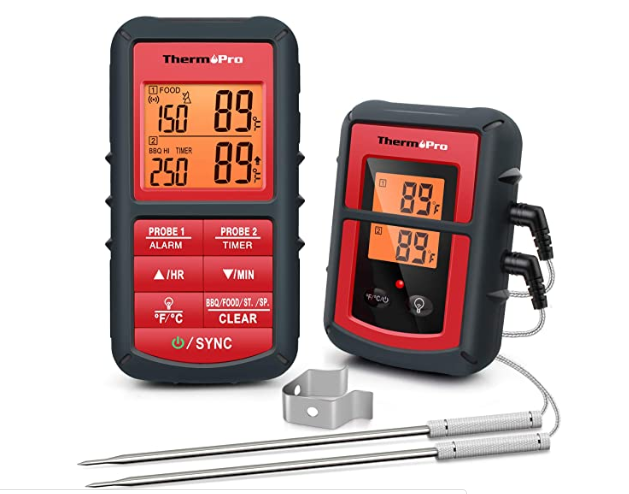 ThermoPro
1 FOOD
150 89°F
2
BBQ HI TIMER
250 89°F
PROBE 1
ALARM
PROBE 2
TIMER
▲/HR
▼/MIN
°F/°C
BBQ/FOOD/ST./SP.
CLEAR
/SYNC
ThermoPro
1
89°F
2
89°F
°F/°C/